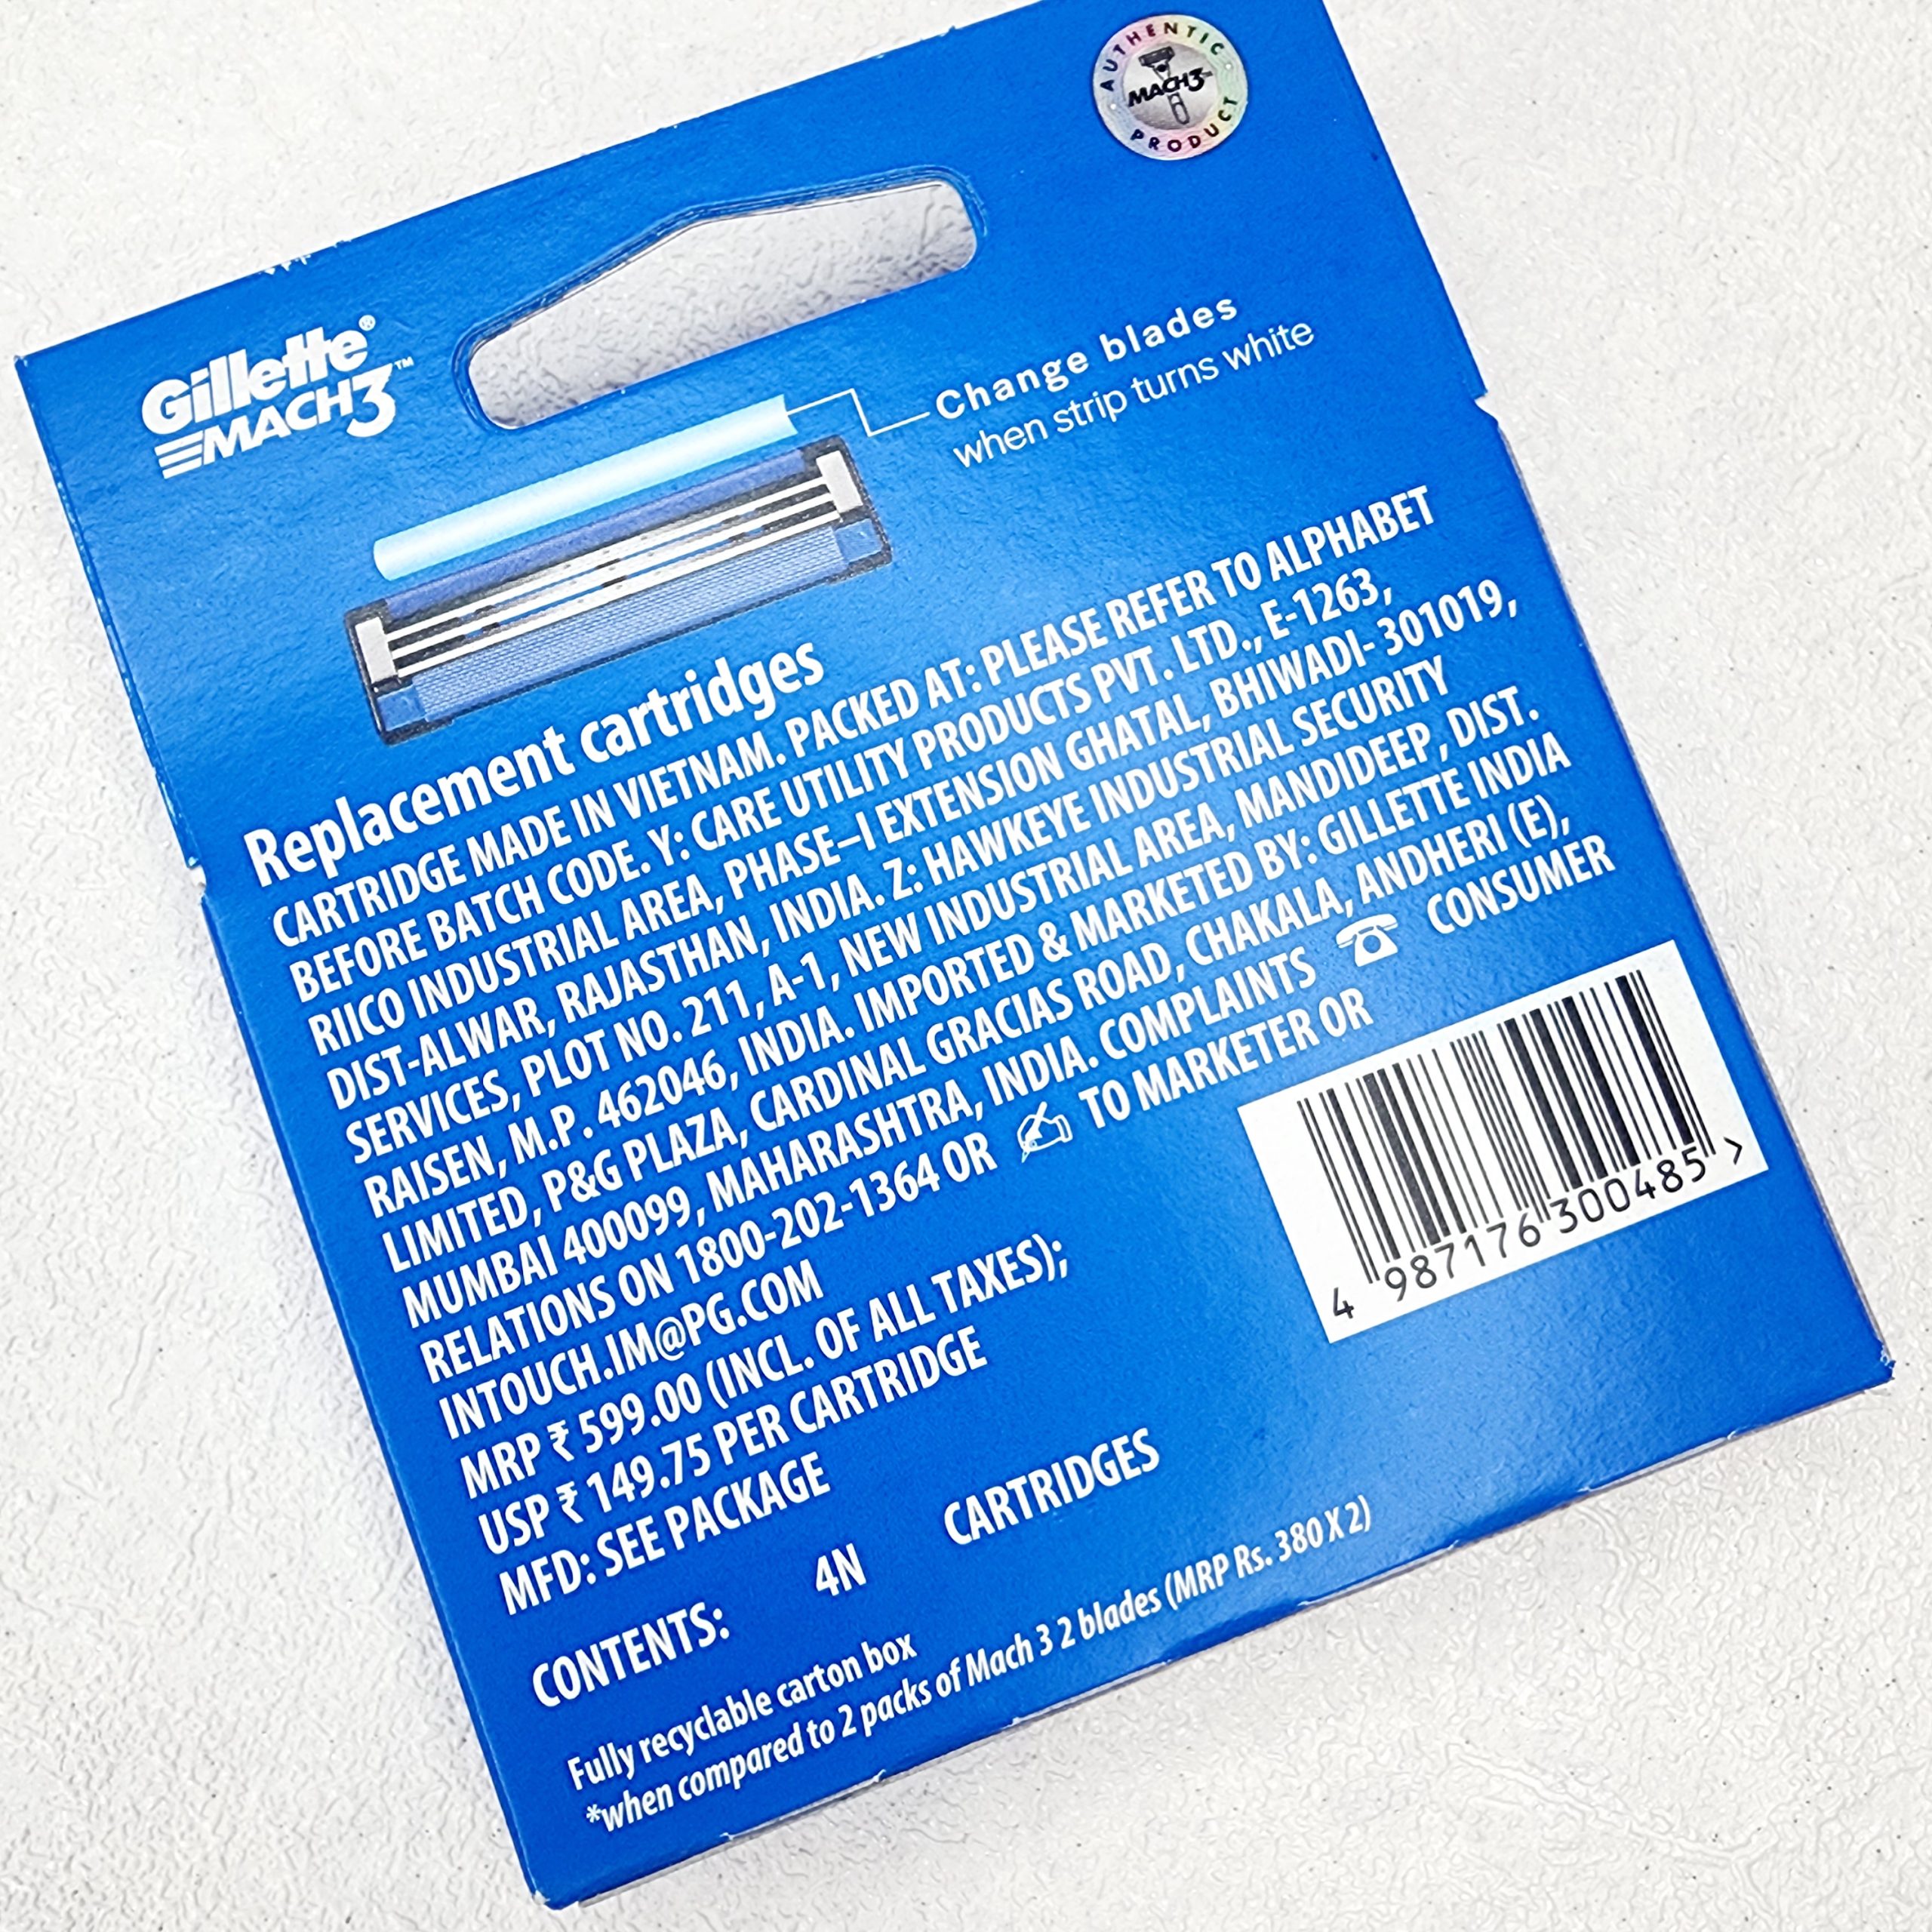 AUTHENTIC
MACH3
PRODUCT
Gillette®
MACH3™
Change blades
when strip turns white
Replacement cartridges
CARTRIDGE MADE IN VIETNAM. PACKED AT: PLEASE REFER TO ALPHABET
BEFORE BATCH CODE. Y: CARE UTILITY PRODUCTS PVT. LTD., E-1263,
RIICO INDUSTRIAL AREA, PHASE–I EXTENSION GHATAL, BHIWADI- 301019,
DIST-ALWAR, RAJASTHAN, INDIA. Z: HAWKEYE INDUSTRIAL SECURITY
SERVICES, PLOT NO. 211, A-1, NEW INDUSTRIAL AREA, MANDIDEEP, DIST.
RAISEN, M.P. 462046, INDIA. IMPORTED & MARKETED BY: GILLETTE INDIA
LIMITED, P&G PLAZA, CARDINAL GRACIAS ROAD, CHAKALA, ANDHERI (E),
MUMBAI 400099, MAHARASHTRA, INDIA. COMPLAINTS ☎ CONSUMER
RELATIONS ON 1800-202-1364 OR ✍ TO MARKETER OR
INTOUCH.IM@PG.COM
MRP ₹ 599.00 (INCL. OF ALL TAXES);
USP ₹ 149.75 PER CARTRIDGE
MFD: SEE PACKAGE
CONTENTS: 4N CARTRIDGES
Fully recyclable carton box
*when compared to 2 packs of Mach 3 2 blades (MRP Rs. 380 X 2)
4 987176 300485 >